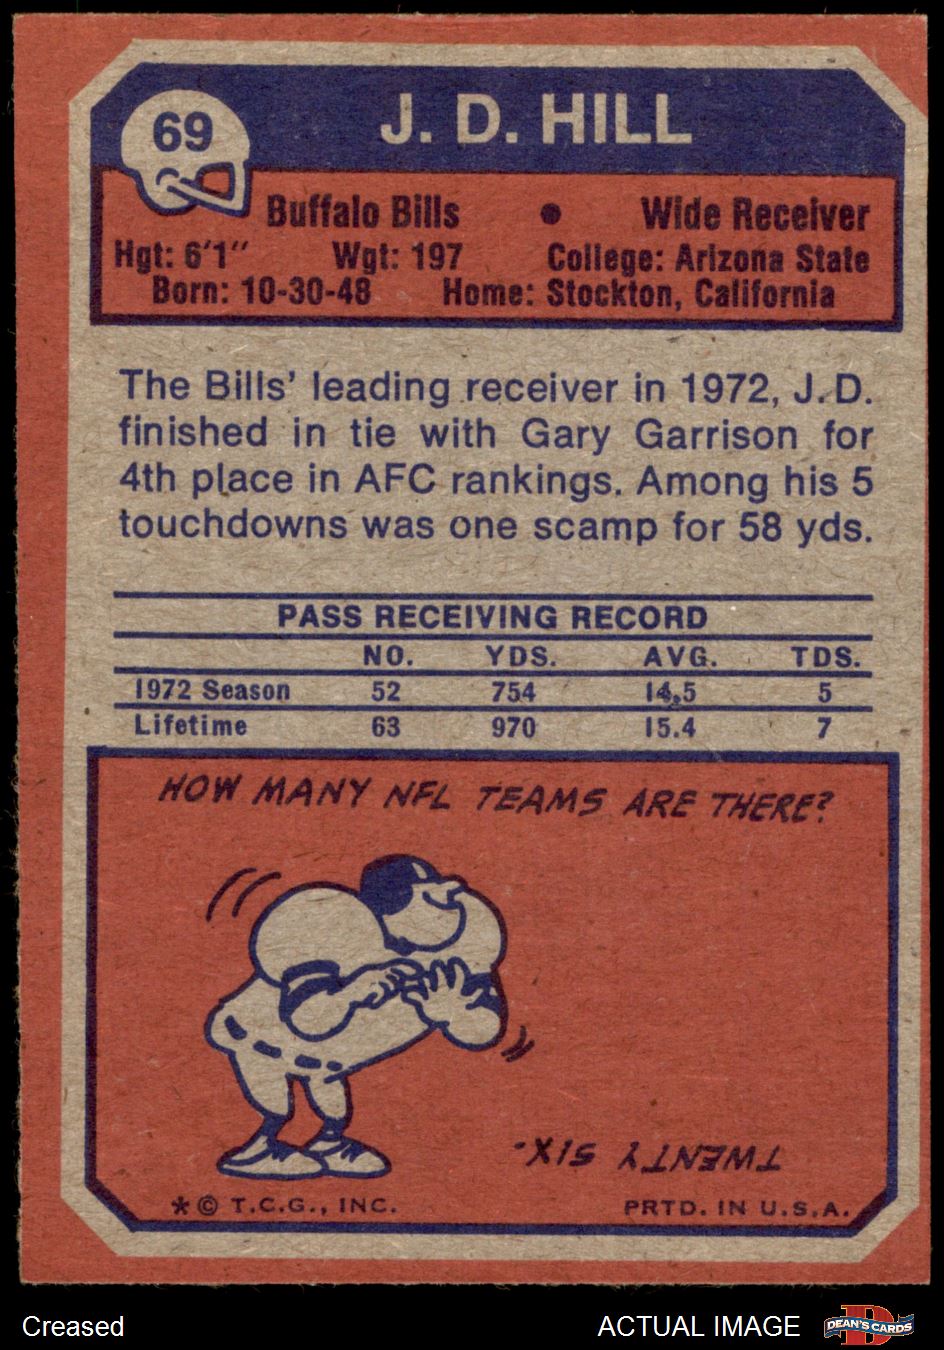 69
J. D. HILL
Buffalo Bills • Wide Receiver
Hgt: 6'1" Wgt: 197 College: Arizona State
Born: 10-30-48 Home: Stockton, California
The Bills' leading receiver in 1972, J.D.
finished in tie with Gary Garrison for
4th place in AFC rankings. Among his 5
touchdowns was one scamp for 58 yds.
PASS RECEIVING RECORD
NO. YDS. AVG. TDS.
1972 Season 52 754 14.5 5
Lifetime 63 970 15.4 7
HOW MANY NFL TEAMS ARE THERE?
TWENTY SIX.
* © T.C.G., INC. PRTD. IN U.S.A.
Creased ACTUAL IMAGE DEAN'S CARDS